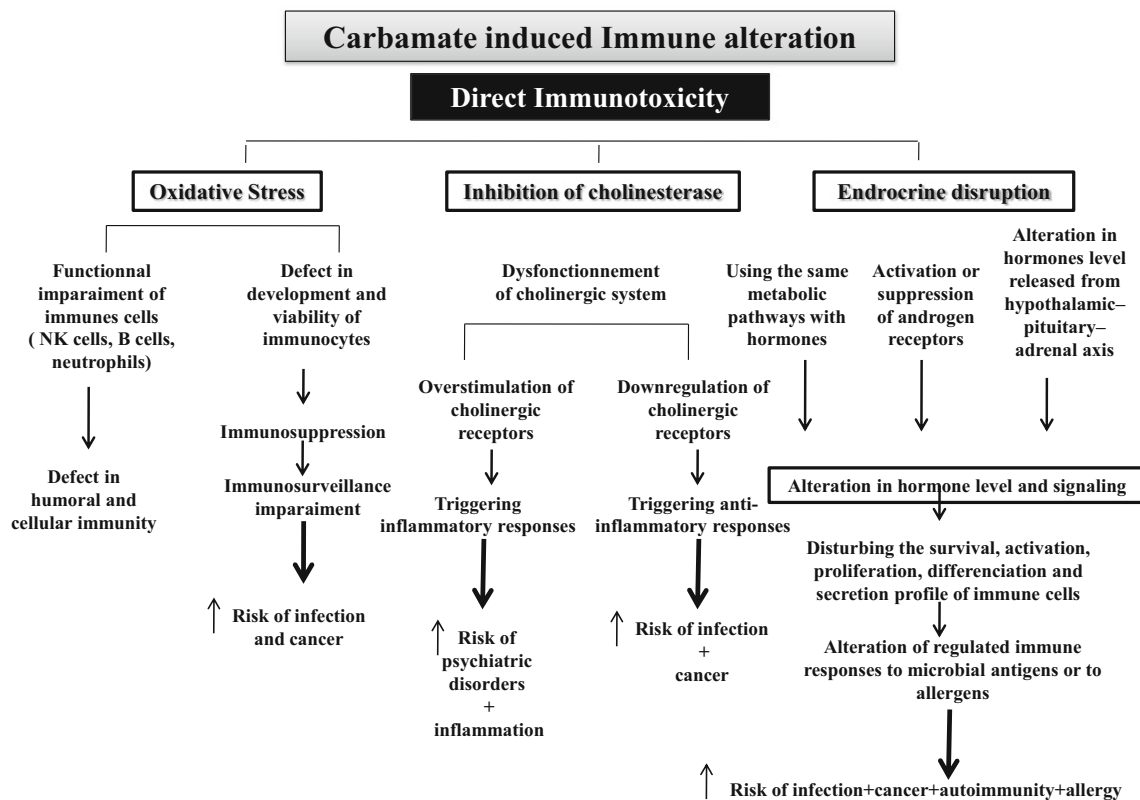 Carbamate induced Immune alteration
Direct Immunotoxicity
Oxidative Stress
Functionnal
imparaiment of
immunes cells
( NK cells, B cells,
neutrophils)
Defect in
humoral and
cellular immunity
Defect in
development and
viability of
immunocytes
Immunosuppression
Immunosurveillance
imparaiment
Risk of infection
and cancer
Inhibition of cholinesterase
Dysfonctionnement
of cholinergic system
Overstimulation of
cholinergic
receptors
Triggering
inflammatory responses
Risk of
psychiatric
disorders
+
inflammation
Downregulation of
cholinergic
receptors
Triggering anti-
inflammatory responses
Risk of infection
+
cancer
Endocrine disruption
Using the same
metabolic
pathways with
hormones
Activation or
suppression
of androgen
receptors
Alteration in
hormones level
released from
hypothalamic–
pituitary–
adrenal axis
Alteration in hormone level and signaling
Disturbing the survival, activation,
proliferation, differenciation and
secretion profile of immune cells
Alteration of regulated immune
responses to microbial antigens or to
allergens
Risk of infection+cancer+autoimmunity+allergy